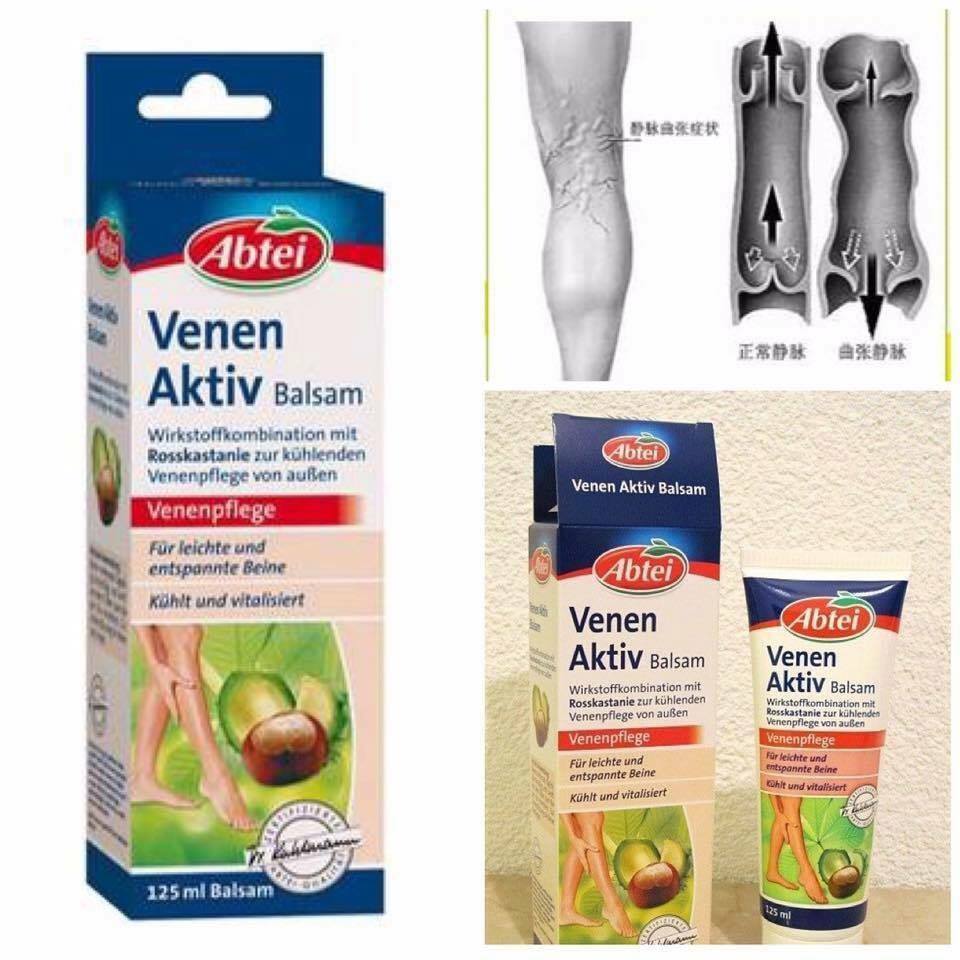 Abtei
Venen
Aktiv Balsam
Wirkstoffkombination mit
Rosskastanie zur kühlenden
Venenpflege von außen
Venenpflege
Für leichte und
entspannte Beine
Kühlt und vitalisiert
125 ml Balsam
静脉曲张症状
正常静脉
曲张静脉
Abtei
Venen Aktiv Balsam
Abtei
Venen
Aktiv Balsam
Wirkstoffkombination mit
Rosskastanie zur kühlenden
Venenpflege von außen
Venenpflege
Für leichte und
entspannte Beine
Kühlt und vitalisiert
Abtei
Venen
Aktiv Balsam
Wirkstoffkombination mit
Rosskastanie zur kühlenden
Venenpflege von außen
Venenpflege
Für leichte und
entspannte Beine
Kühlt und vitalisiert
125 ml